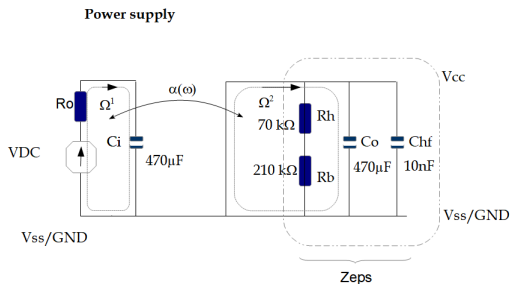 Power supply
Vcc
α(ω)
Ro
Ω¹
Ω²
Rh
70 kΩ
VDC
Ci
470μF
Co
Chf
210 kΩ
Rb
470μF
10nF
Vss/GND
Vss/GND
Zeps